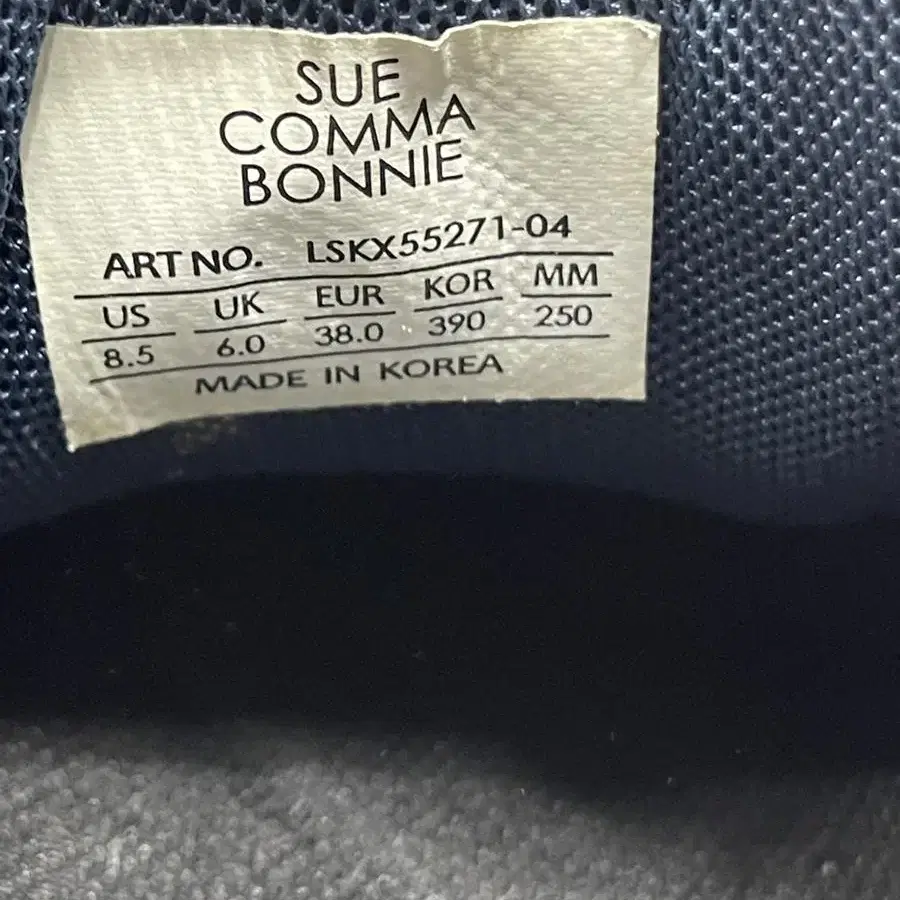 SUE
COMMA
BONNIE
ART NO. LSKX55271-04
US UK EUR KOR MM
8.5 6.0 38.0 390 250
MADE IN KOREA